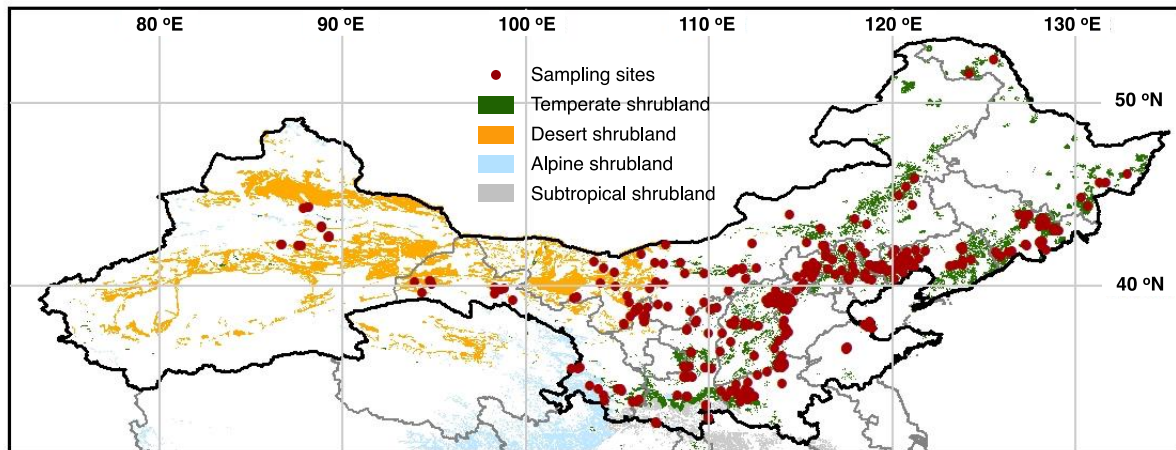 80 ºE 90 ºE 100 ºE 110 ºE 120 ºE 130 ºE
Sampling sites
Temperate shrubland
50 ºN
Desert shrubland
Alpine shrubland
Subtropical shrubland
40 ºN